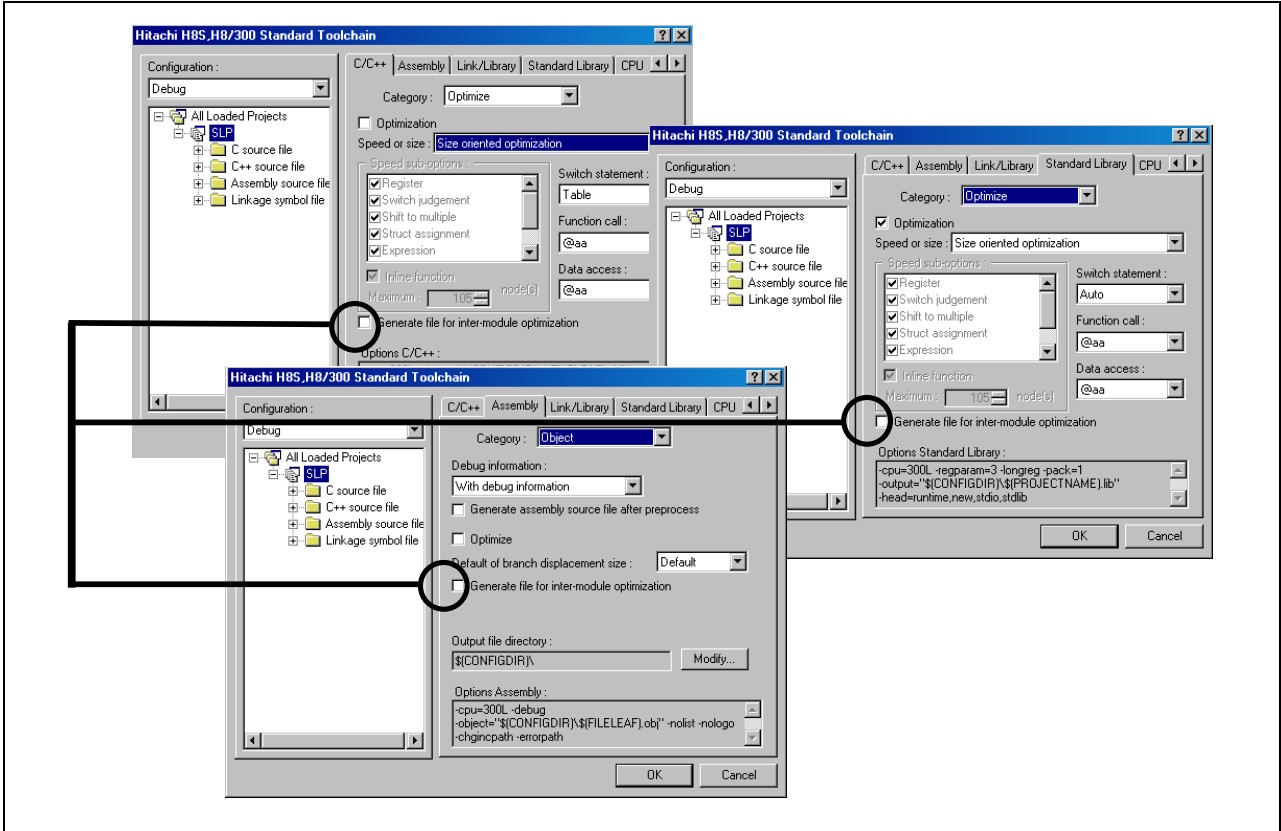 Hitachi H8S,H8/300 Standard Toolchain
Configuration :
Debug
All Loaded Projects
SLP
C source file
C++ source file
Assembly source file
Linkage symbol file
C/C++ Assembly Link/Library Standard Library CPU
Category : Optimize
Optimization
Speed or size : Size oriented optimization
Speed sub-options :
Register
Switch judgement
Shift to multiple
Struct assignment
Expression
Inline function
Maximum : 105 node(s)
Switch statement :
Table
Function call :
@aa
Data access :
@aa
Generate file for inter-module optimization
Options C/C++ :
Hitachi H8S,H8/300 Standard Toolchain
Configuration :
Debug
All Loaded Projects
SLP
C source file
C++ source file
Assembly source file
Linkage symbol file
C/C++ Assembly Link/Library Standard Library CPU
Category : Optimize
Optimization
Speed or size : Size oriented optimization
Speed sub-options :
Register
Switch judgement
Shift to multiple
Struct assignment
Expression
Inline function
Maximum : 105 node(s)
Switch statement :
Auto
Function call :
@aa
Data access :
@aa
Generate file for inter-module optimization
Options Standard Library :
-cpu=300L -regparam=3 -longreg -pack=1
-output="$(CONFIGDIR)\$(PROJECTNAME).lib"
-head=runtime,new,stdio,stdlib
OK Cancel
Hitachi H8S,H8/300 Standard Toolchain
Configuration :
Debug
All Loaded Projects
SLP
C source file
C++ source file
Assembly source file
Linkage symbol file
C/C++ Assembly Link/Library Standard Library CPU
Category : Object
Debug information :
With debug information
Generate assembly source file after preprocess
Optimize
Default of branch displacement size : Default
Generate file for inter-module optimization
Output file directory :
$(CONFIGDIR)\
Modify...
Options Assembly :
-cpu=300L -debug
-object="$(CONFIGDIR)\$(FILELEAF).obj" -nolist -nologo
-chgincpath -errorpath
OK Cancel